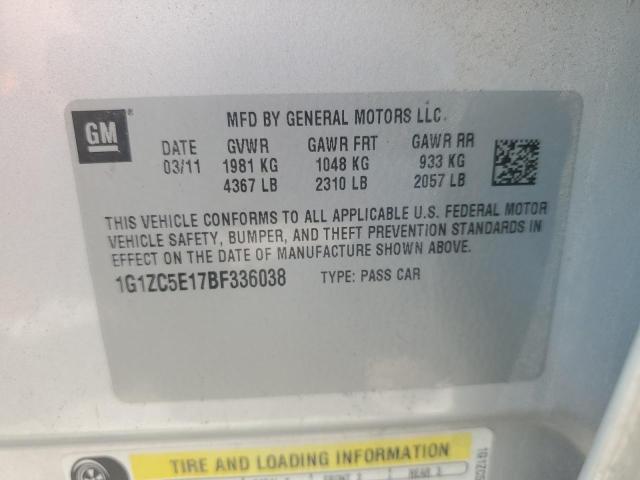 GM
MFD BY GENERAL MOTORS LLC.
DATE GVWR GAWR FRT GAWR RR
03/11 1981 KG 1048 KG 933 KG
4367 LB 2310 LB 2057 LB
THIS VEHICLE CONFORMS TO ALL APPLICABLE U.S. FEDERAL MOTOR
VEHICLE SAFETY, BUMPER, AND THEFT PREVENTION STANDARDS IN
EFFECT ON THE DATE OF MANUFACTURE SHOWN ABOVE.
1G1ZC5E17BF336038 TYPE: PASS CAR
TIRE AND LOADING INFORMATION